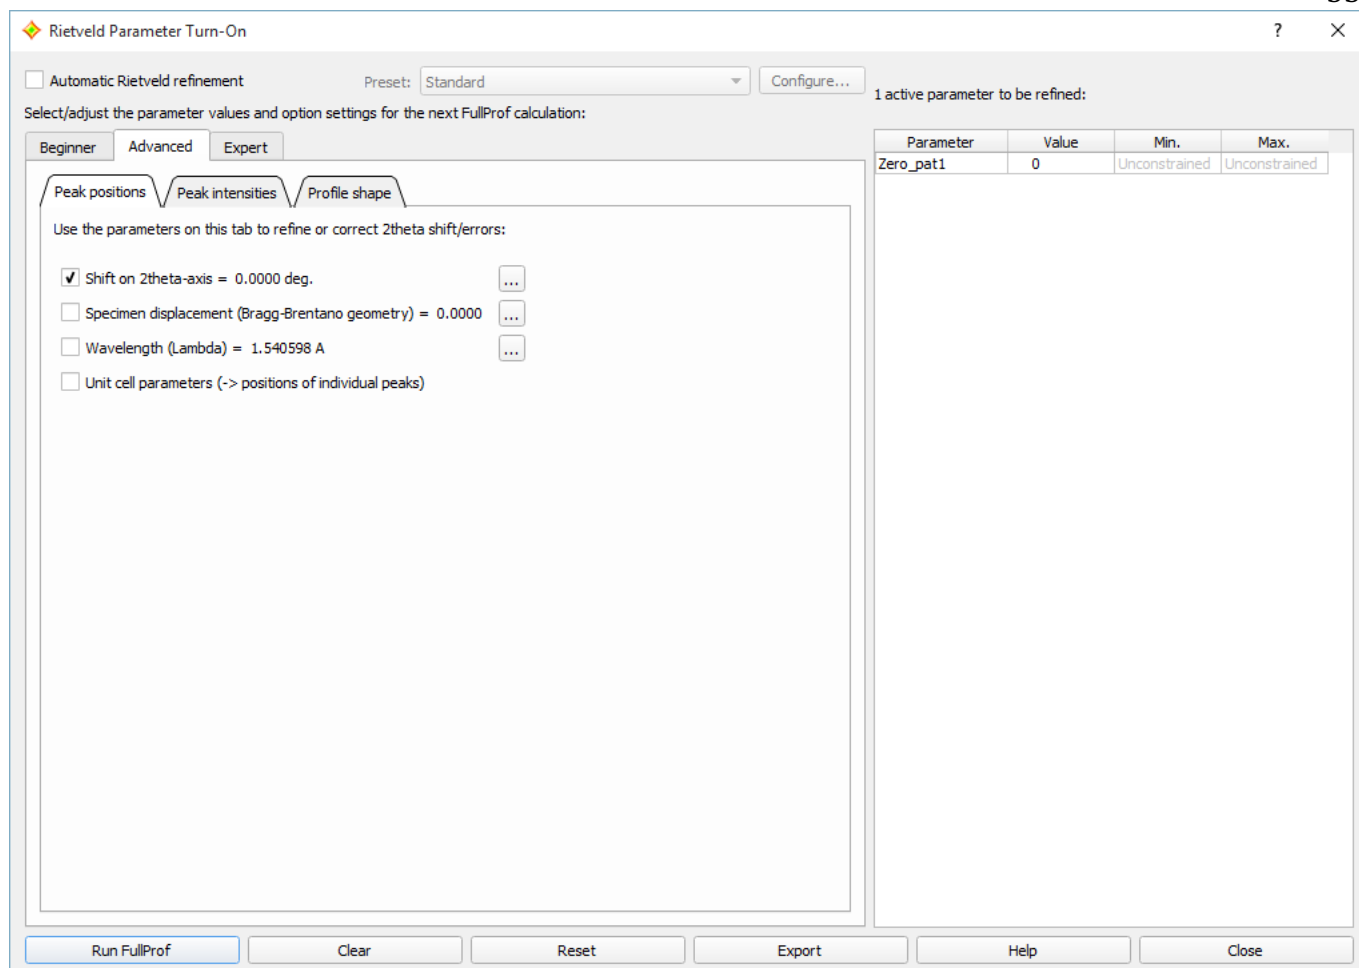 Rietveld Parameter Turn-On ?
Automatic Rietveld refinement Preset: Standard Configure...
Select/adjust the parameter values and option settings for the next FullProf calculation:
Beginner Advanced Expert
Peak positions Peak intensities Profile shape
Use the parameters on this tab to refine or correct 2theta shift/errors:
Shift on 2theta-axis = 0.0000 deg. ...
Specimen displacement (Bragg-Brentano geometry) = 0.0000 ...
Wavelength (Lambda) = 1.540598 A ...
Unit cell parameters (-> positions of individual peaks)
1 active parameter to be refined:
Parameter Value Min. Max.
Zero_pat1 0 Unconstrained Unconstrained
Run FullProf Clear Reset Export Help Close